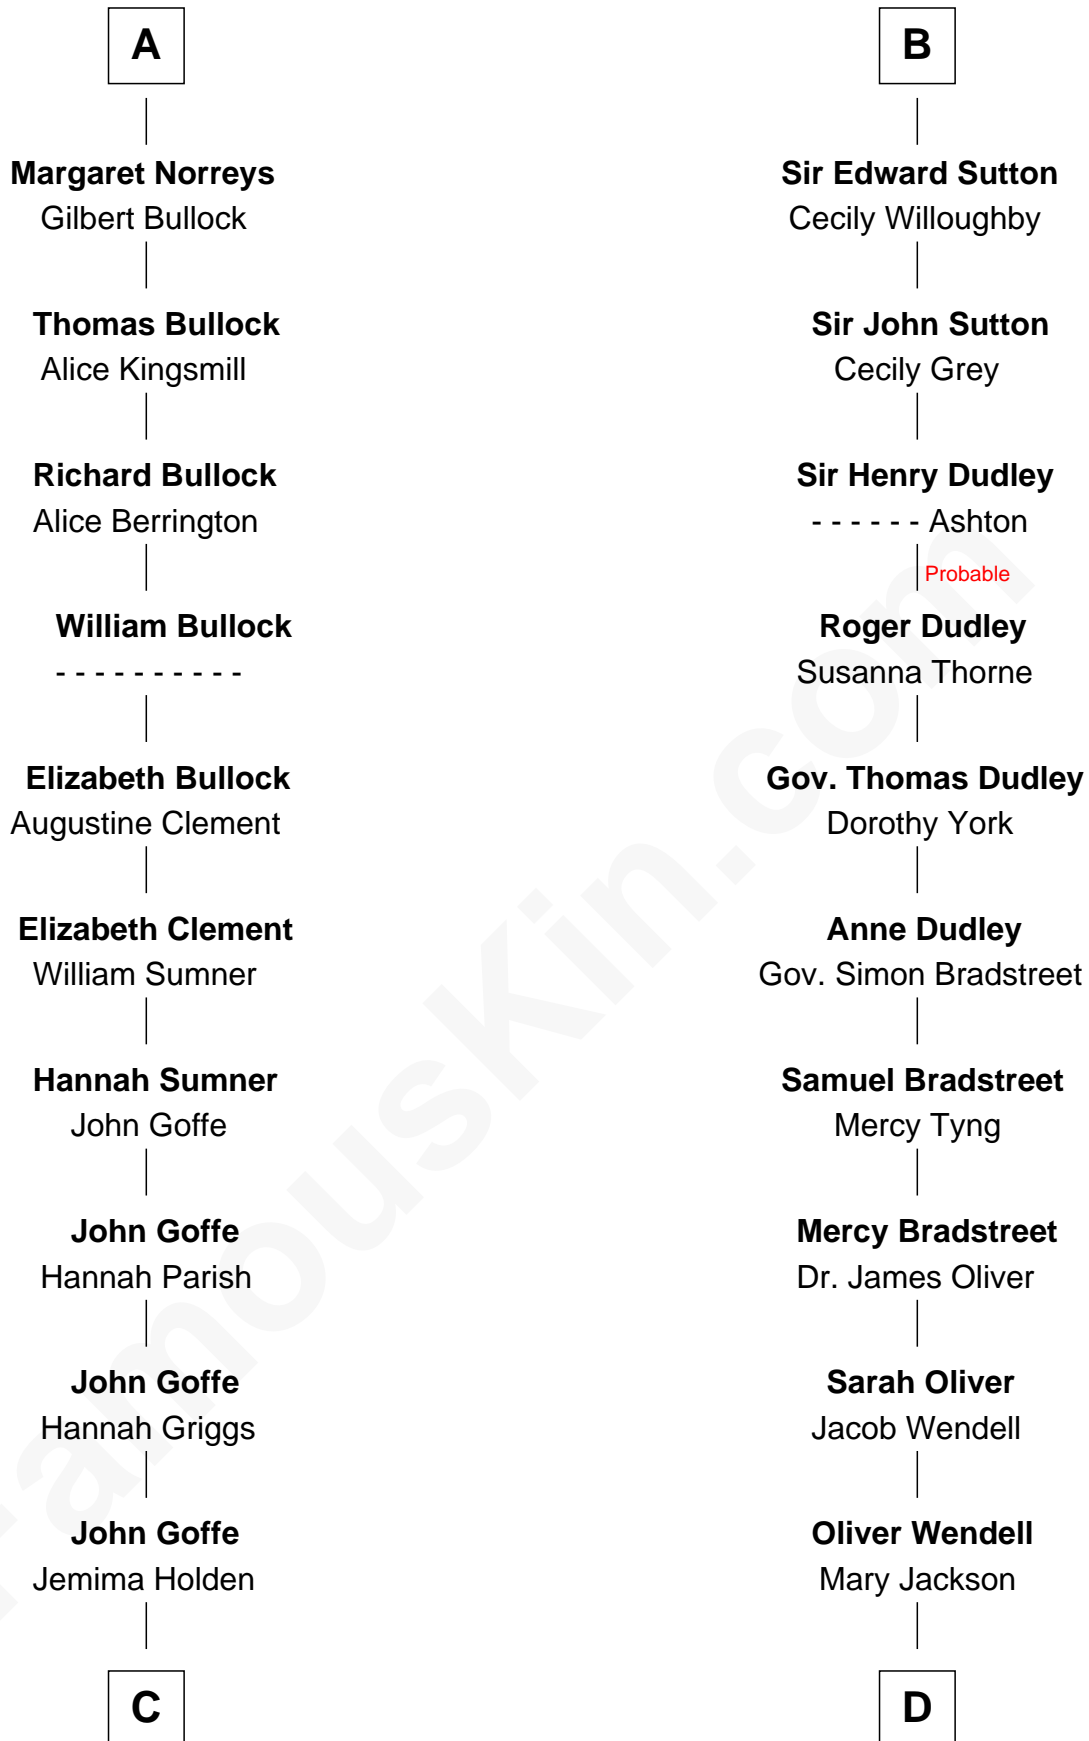 A
Margaret Norreys
Gilbert Bullock
Thomas Bullock
Alice Kingsmill
Richard Bullock
Alice Berrington
William Bullock
- - - - - - - - - -
Elizabeth Bullock
Augustine Clement
Elizabeth Clement
William Sumner
Hannah Sumner
John Goffe
John Goffe
Hannah Parish
John Goffe
Hannah Griggs
John Goffe
Jemima Holden
C
B
Sir Edward Sutton
Cecily Willoughby
Sir John Sutton
Cecily Grey
Sir Henry Dudley
- - - - - - Ashton
Probable
Roger Dudley
Susanna Thorne
Gov. Thomas Dudley
Dorothy York
Anne Dudley
Gov. Simon Bradstreet
Samuel Bradstreet
Mercy Tyng
Mercy Bradstreet
Dr. James Oliver
Sarah Oliver
Jacob Wendell
Oliver Wendell
Mary Jackson
D
FamousKin.com